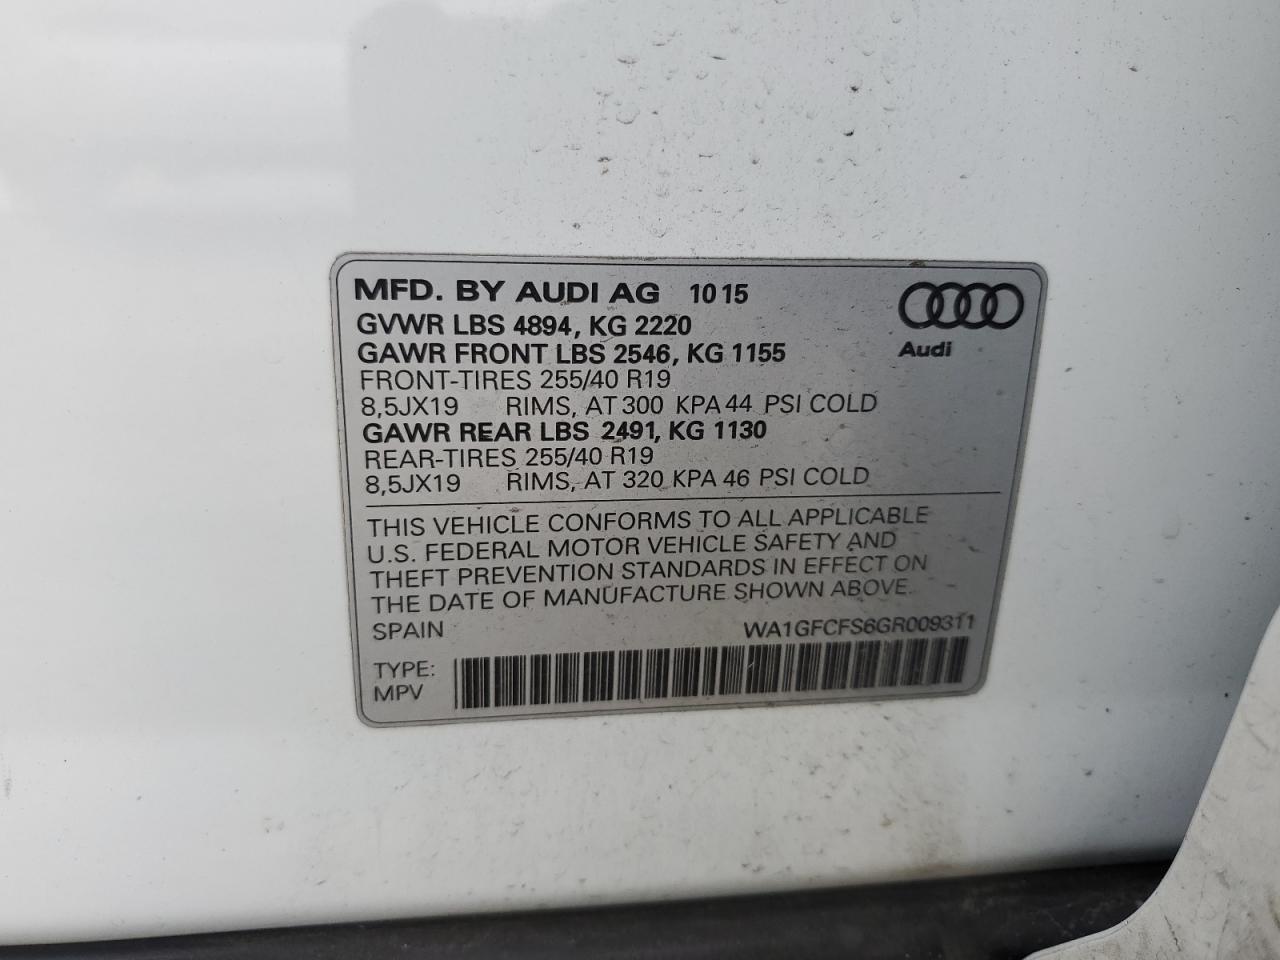 MFD. BY AUDI AG 1015
GVWR LBS 4894, KG 2220
GAWR FRONT LBS 2546, KG 1155
FRONT-TIRES 255/40 R19
8,5JX19 RIMS, AT 300 KPA 44 PSI COLD
GAWR REAR LBS 2491, KG 1130
REAR-TIRES 255/40 R19
8,5JX19 RIMS, AT 320 KPA 46 PSI COLD
Audi
THIS VEHICLE CONFORMS TO ALL APPLICABLE
U.S. FEDERAL MOTOR VEHICLE SAFETY AND
THEFT PREVENTION STANDARDS IN EFFECT ON
THE DATE OF MANUFACTURE SHOWN ABOVE.
SPAIN WA1GFCFS6GR009311
TYPE:
MPV